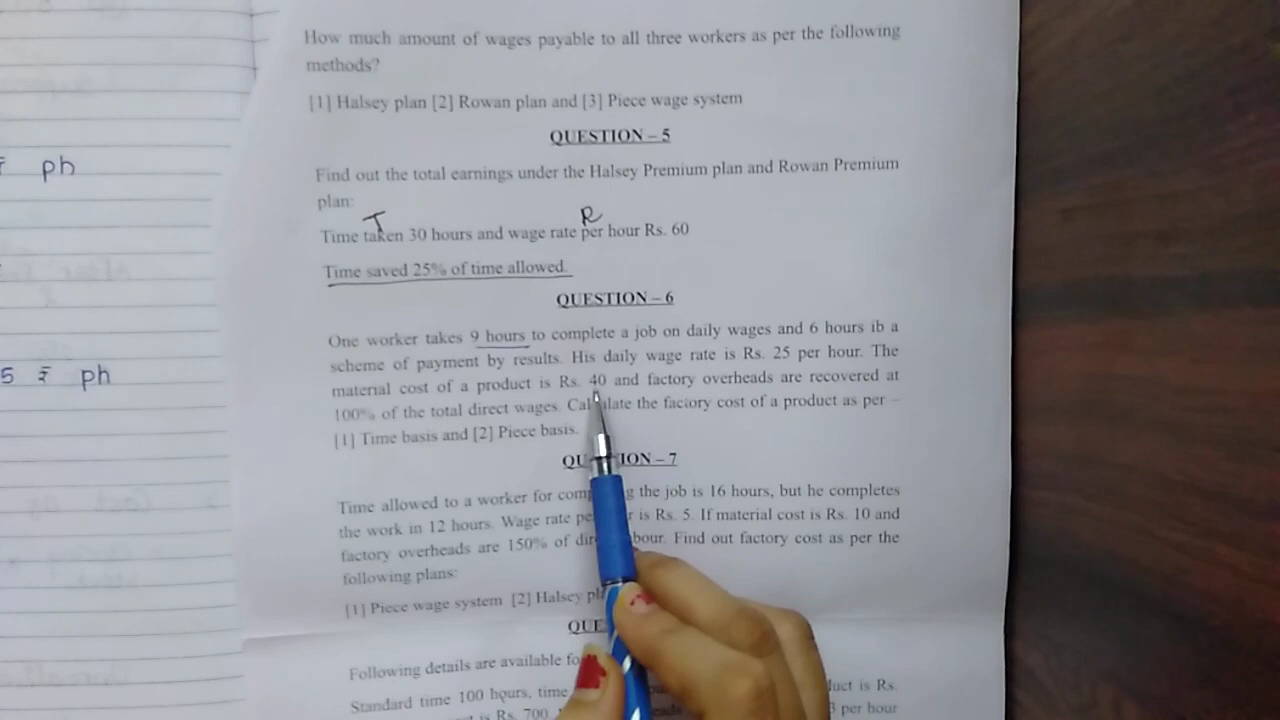 How much amount of wages payable to all three workers as per the following
methods?
[1] Halsey plan [2] Rowan plan and [3] Piece wage system
QUESTION – 5
Find out the total earnings under the Halsey Premium plan and Rowan Premium
plan:
T R
Time taken 30 hours and wage rate per hour Rs. 60
Time saved 25% of time allowed.
QUESTION – 6
One worker takes 9 hours to complete a job on daily wages and 6 hours ib a
scheme of payment by results. His daily wage rate is Rs. 25 per hour. The
material cost of a product is Rs. 40 and factory overheads are recovered at
100% of the total direct wages. Calculate the factory cost of a product as per –
[1] Time basis and [2] Piece basis.
QU ION – 7
Time allowed to a worker for com g the job is 16 hours, but he completes
the work in 12 hours. Wage rate pe r is Rs. 5. If material cost is Rs. 10 and
factory overheads are 150% of dir bour. Find out factory cost as per the
following plans:
[1] Piece wage system [2] Halsey pl
QUE
Following details are available fo
Standard time 100 hours, time duct is Rs.
is Rs. 700 per hour
₹ ph
5 ₹ ph